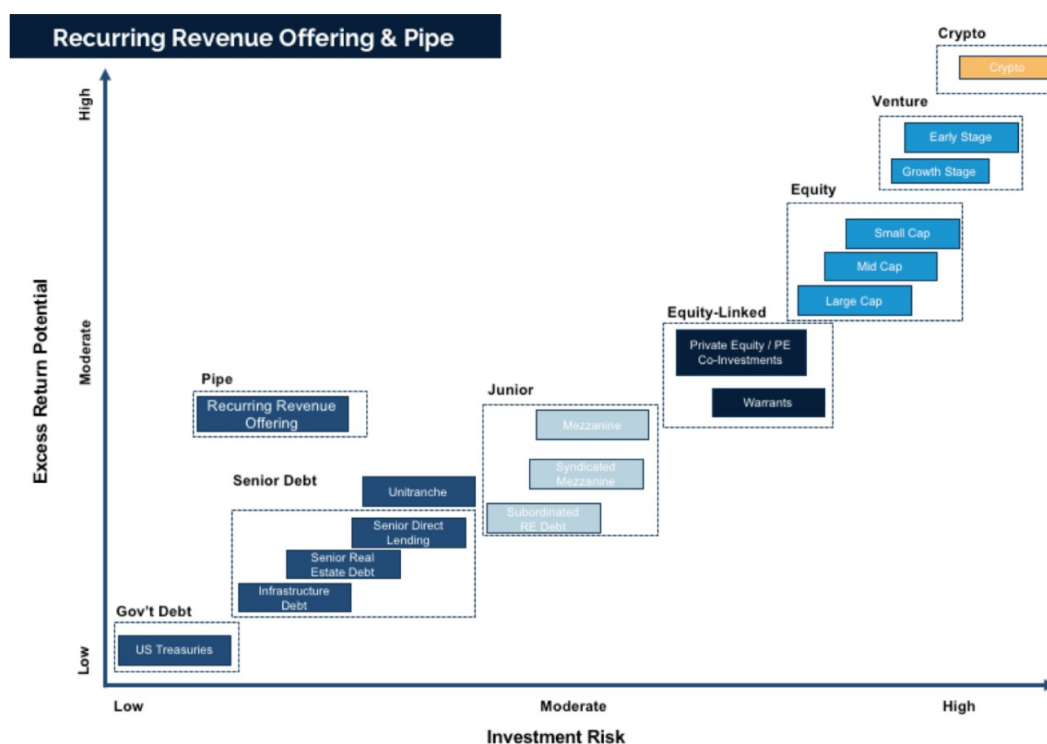 Recurring Revenue Offering & Pipe
Crypto
Crypto
High
Venture
Early Stage
Growth Stage
Equity
Small Cap
Mid Cap
Large Cap
Equity-Linked
Private Equity / PE
Co-Investments
Warrants
Excess Return Potential
Moderate
Pipe
Recurring Revenue
Offering
Junior
Mezzanine
Syndicated
Mezzanine
Subordinated
RE Debt
Senior Debt
Unitranche
Senior Direct
Lending
Senior Real
Estate Debt
Infrastructure
Debt
Gov't Debt
US Treasuries
Low
Low
Moderate
High
Investment Risk